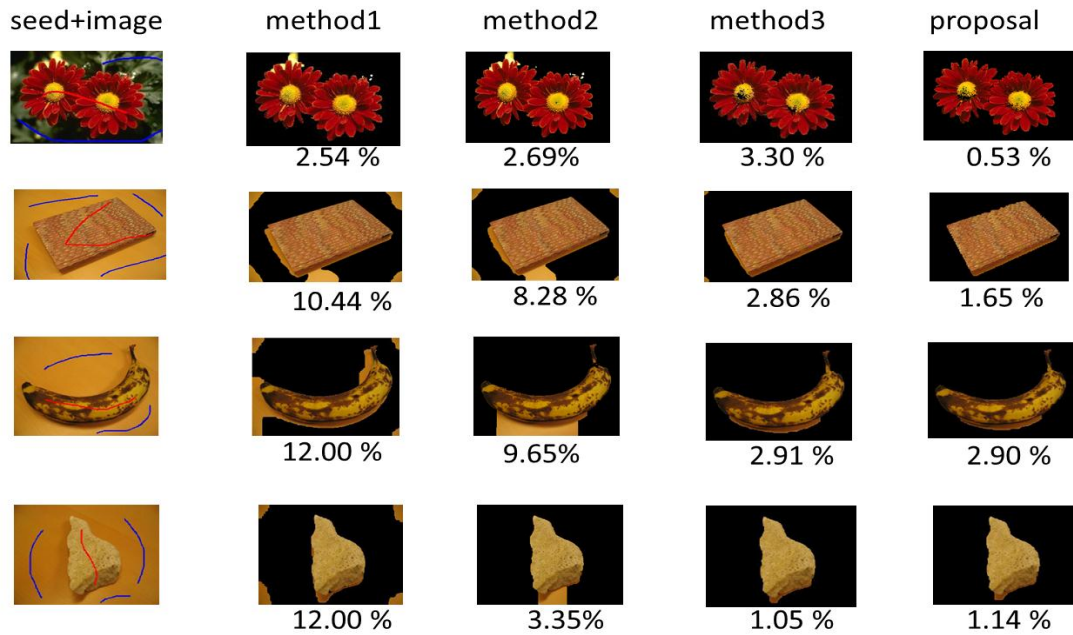 seed+image method1 method2 method3 proposal
2.54 % 2.69% 3.30 % 0.53 %
10.44 % 8.28 % 2.86 % 1.65 %
12.00 % 9.65% 2.91 % 2.90 %
12.00 % 3.35% 1.05 % 1.14 %